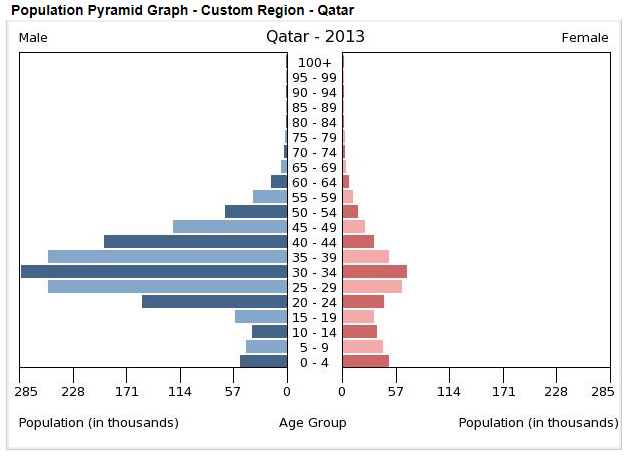 Population Pyramid Graph - Custom Region - Qatar
Male Qatar - 2013 Female
100+
95 - 99
90 - 94
85 - 89
80 - 84
75 - 79
70 - 74
65 - 69
60 - 64
55 - 59
50 - 54
45 - 49
40 - 44
35 - 39
30 - 34
25 - 29
20 - 24
15 - 19
10 - 14
5 - 9
0 - 4
285 228 171 114 57 0 0 57 114 171 228 285
Population (in thousands) Age Group Population (in thousands)